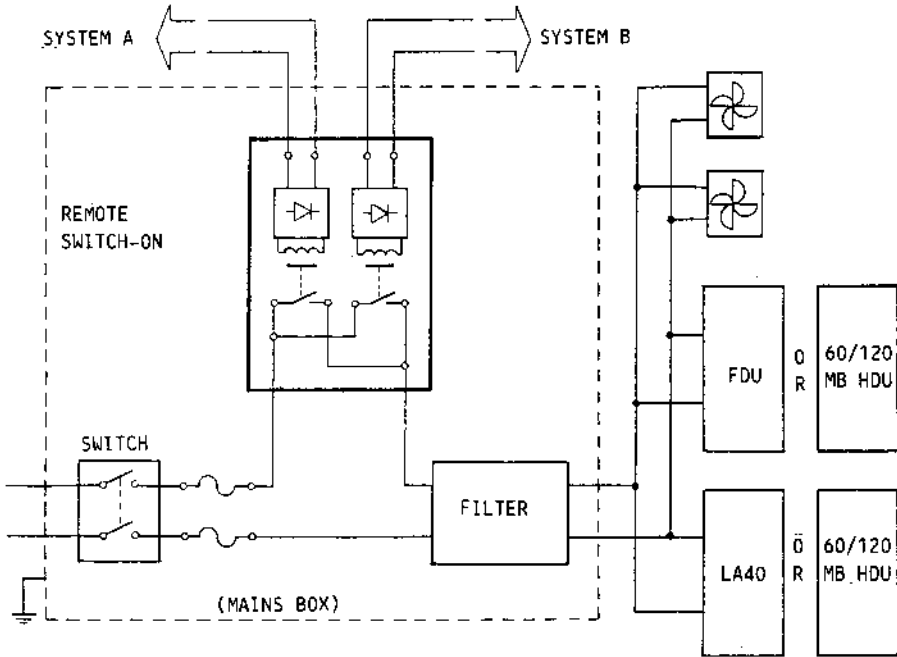 SYSTEM A
SYSTEM B
REMOTE
SWITCH-ON
FDU
O
R
60/120
MB HDU
SWITCH
FILTER
LA40
O
R
60/120
MB HDU
(MAINS BOX)